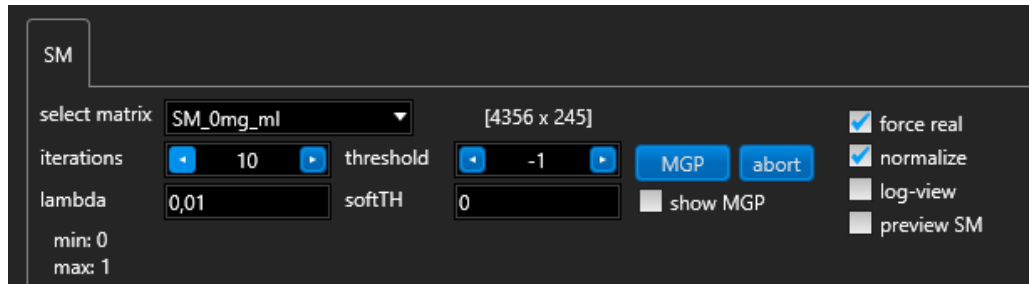 SM
select matrix SM_0mg_ml [4356 x 245] force real
iterations 10 threshold -1 MGP abort normalize
lambda 0,01 softTH 0 show MGP log-view
preview SM
min: 0
max: 1